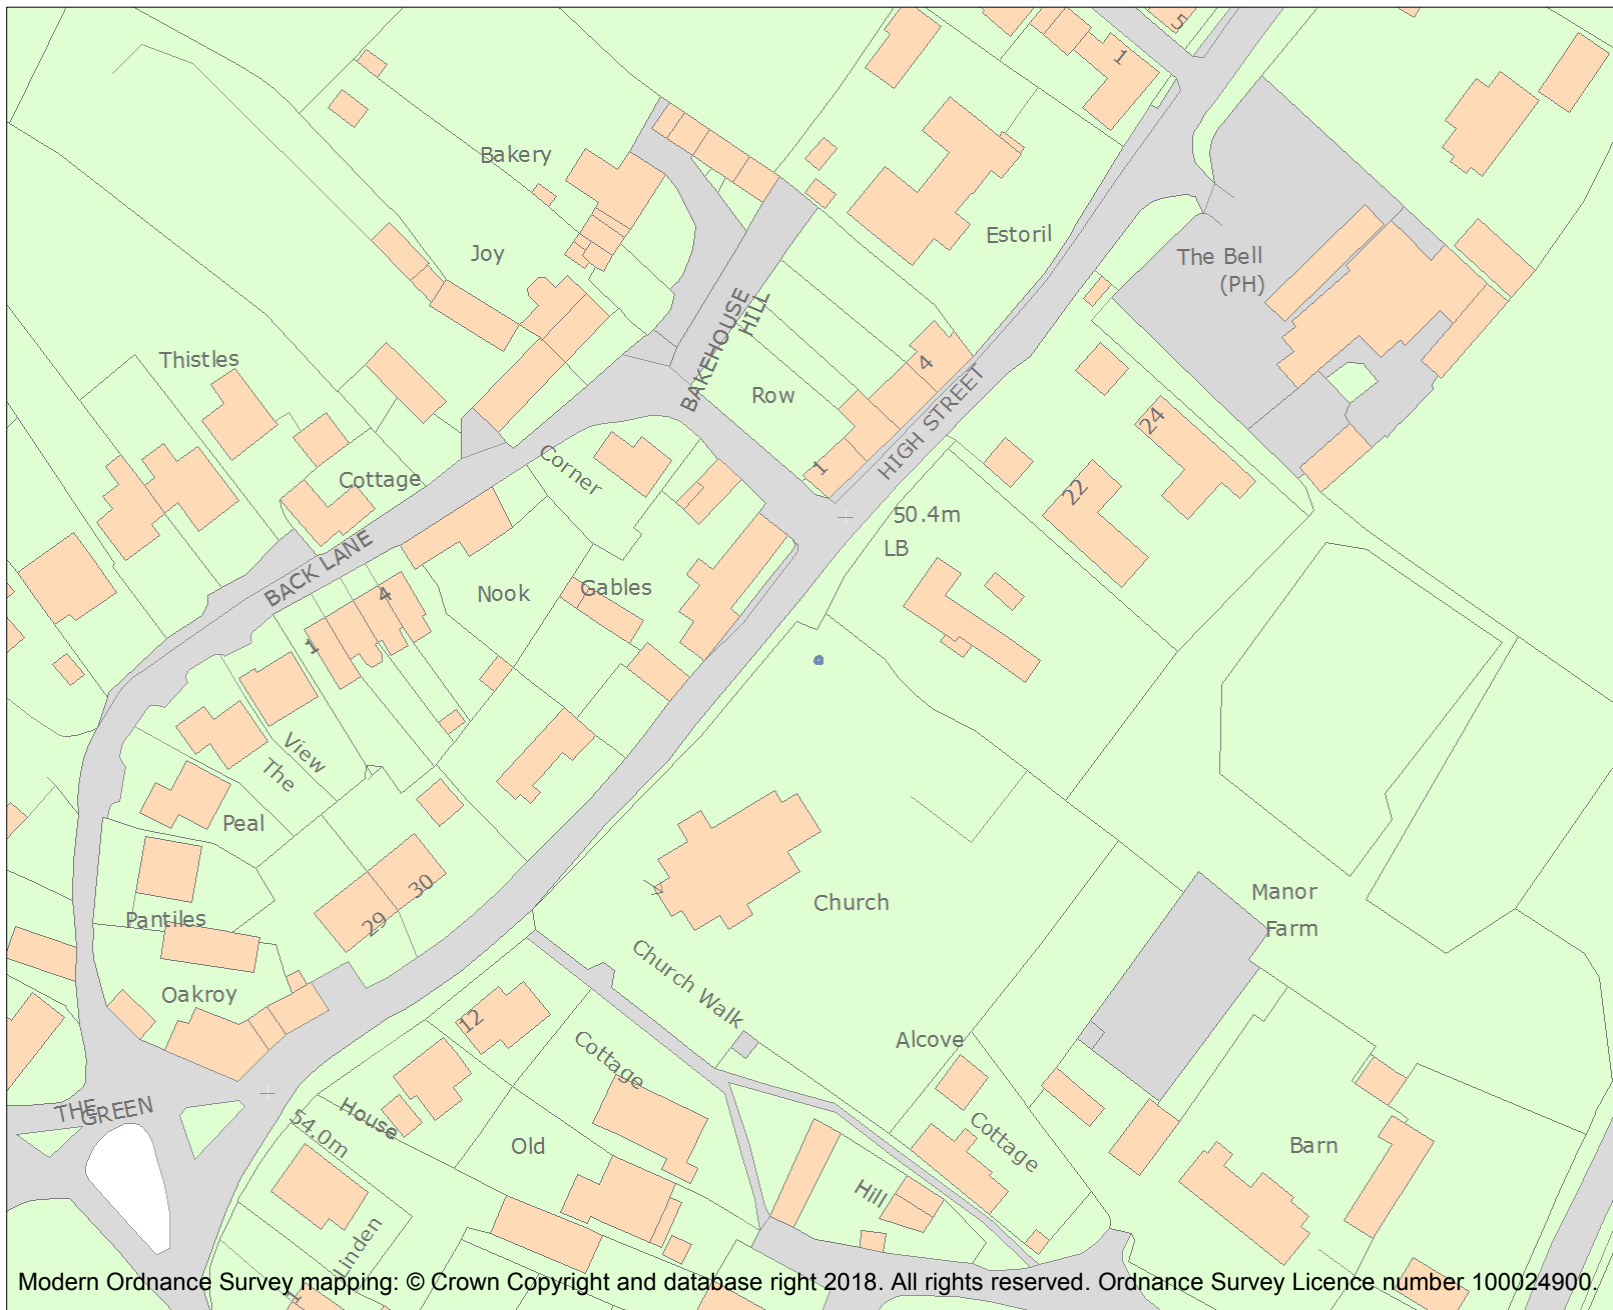 5
1
Bakery
Estoril
Joy
The Bell
(PH)
BAKEHOUSE
HILL
Thistles
4
Row
HIGH STREET
24
Corner
1
Cottage
22
50.4m
LB
BACK LANE
Nook
Gables
4
1
View
The
Peal
30
29
Pantiles
Church
Manor
Farm
Church Walk
Oakroy
12
Alcove
Cottage
THE
GREEN
House
54.0m
Old
Cottage
Barn
Hill
Linden
Modern Ordnance Survey mapping: © Crown Copyright and database right 2018. All rights reserved. Ordnance Survey Licence number 100024900.